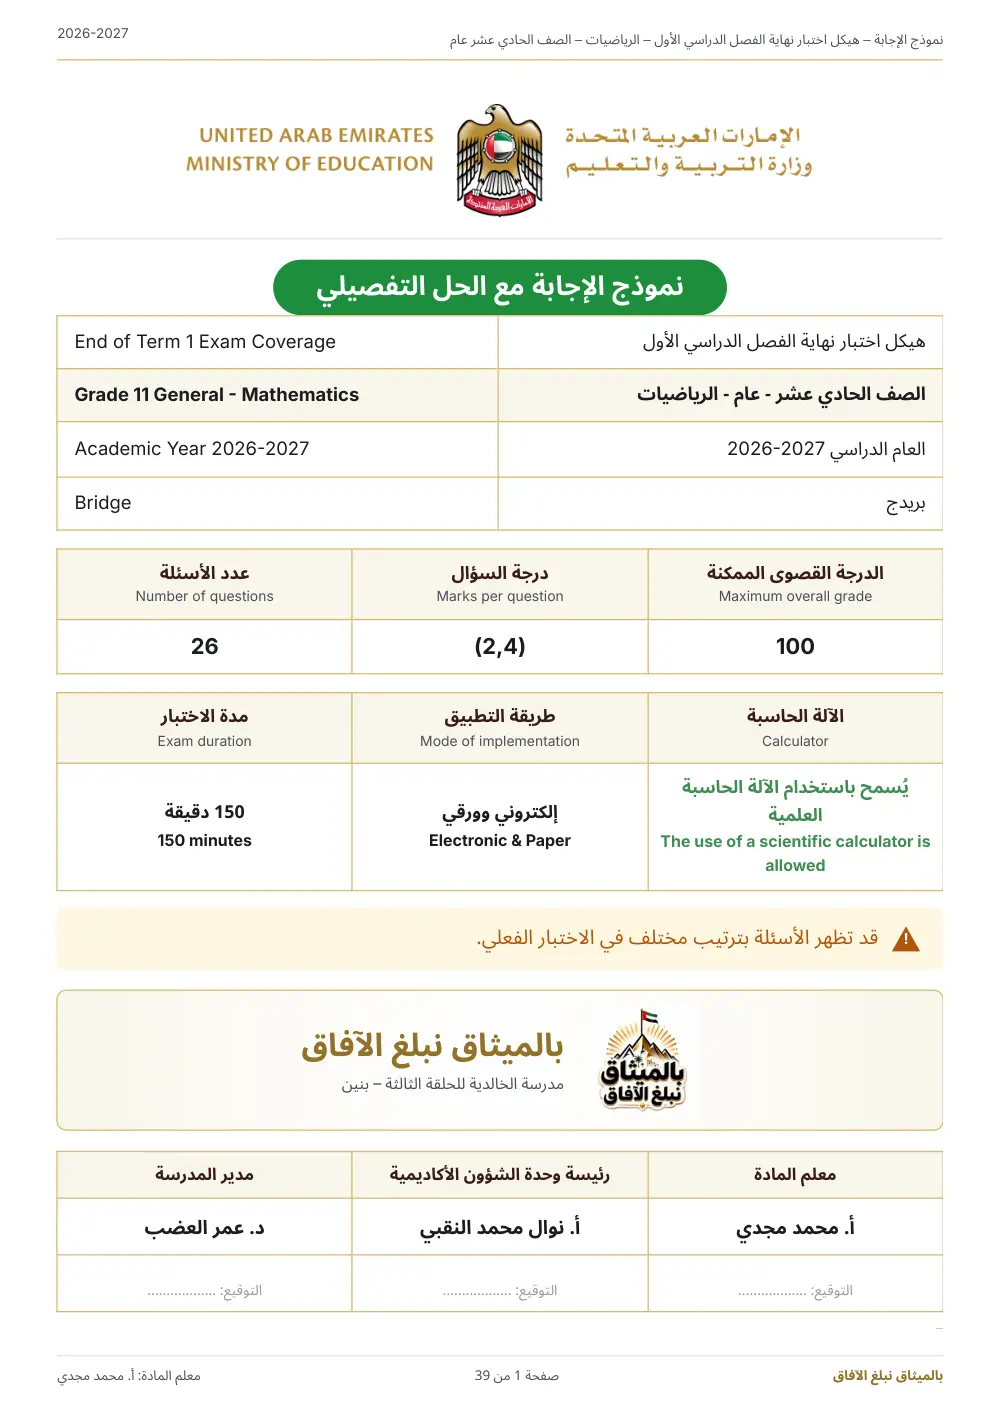 نموذج الإجابة – هيكل اختبار نهاية الفصل الدراسي الأول – الرياضيات – الصف الحادي عشر عام
2026-2027
UNITED ARAB EMIRATES
MINISTRY OF EDUCATION
الإمارات العربية المتحدة
وزارة التربية والتعليم
الإمارات العربية المتحدة
نموذج الإجابة مع الحل التفصيلي
هيكل اختبار نهاية الفصل الدراسي الأول
End of Term 1 Exam Coverage
الصف الحادي عشر - عام - الرياضيات
Grade 11 General - Mathematics
العام الدراسي 2027-2026
Academic Year 2026-2027
بريدج
Bridge
الدرجة القصوى الممكنة
Maximum overall grade
درجة السؤال
Marks per question
عدد الأسئلة
Number of questions
100
(2,4)
26
الآلة الحاسبة
Calculator
طريقة التطبيق
Mode of implementation
مدة الاختبار
Exam duration
يُسمح باستخدام الآلة الحاسبة
العلمية
The use of a scientific calculator is
allowed
إلكتروني وورقي
Electronic & Paper
150 دقيقة
150 minutes
قد تظهر الأسئلة بترتيب مختلف في الاختبار الفعلي.
بالميثاق
نبلغ الآفاق
بالميثاق نبلغ الآفاق
مدرسة الخالدية للحلقة الثالثة – بنين
معلم المادة
رئيسة وحدة الشؤون الأكاديمية
مدير المدرسة
أ. محمد مجدي
أ. نوال محمد النقبي
د. عمر العضب
التوقيع: ..................
التوقيع: ..................
التوقيع: ..................
بالميثاق نبلغ الآفاق
صفحة 1 من 39
معلم المادة: أ. محمد مجدي